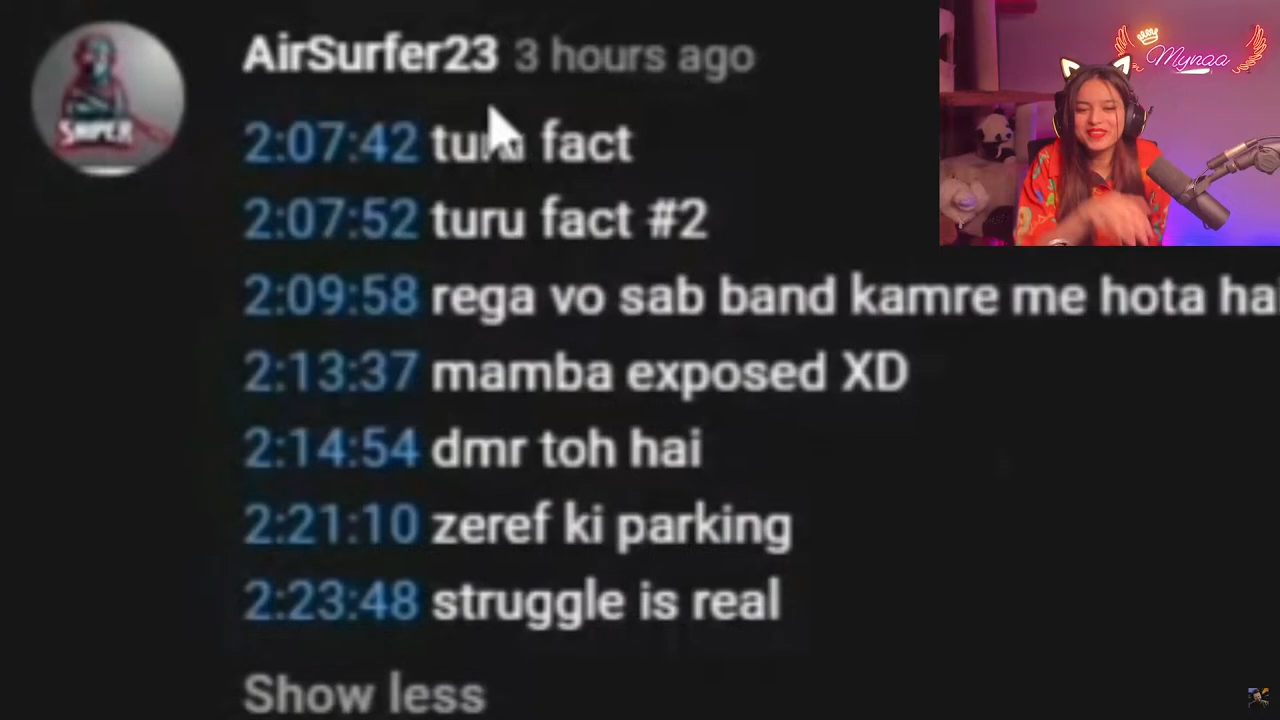 AirSurfer23 3 hours ago
2:07:42 turu fact
2:07:52 turu fact #2
2:09:58 rega vo sab band kamre me hota ha
2:13:37 mamba exposed XD
2:14:54 dmr toh hai
2:21:10 zeref ki parking
2:23:48 struggle is real
Show less
SNIPER
Mynaa